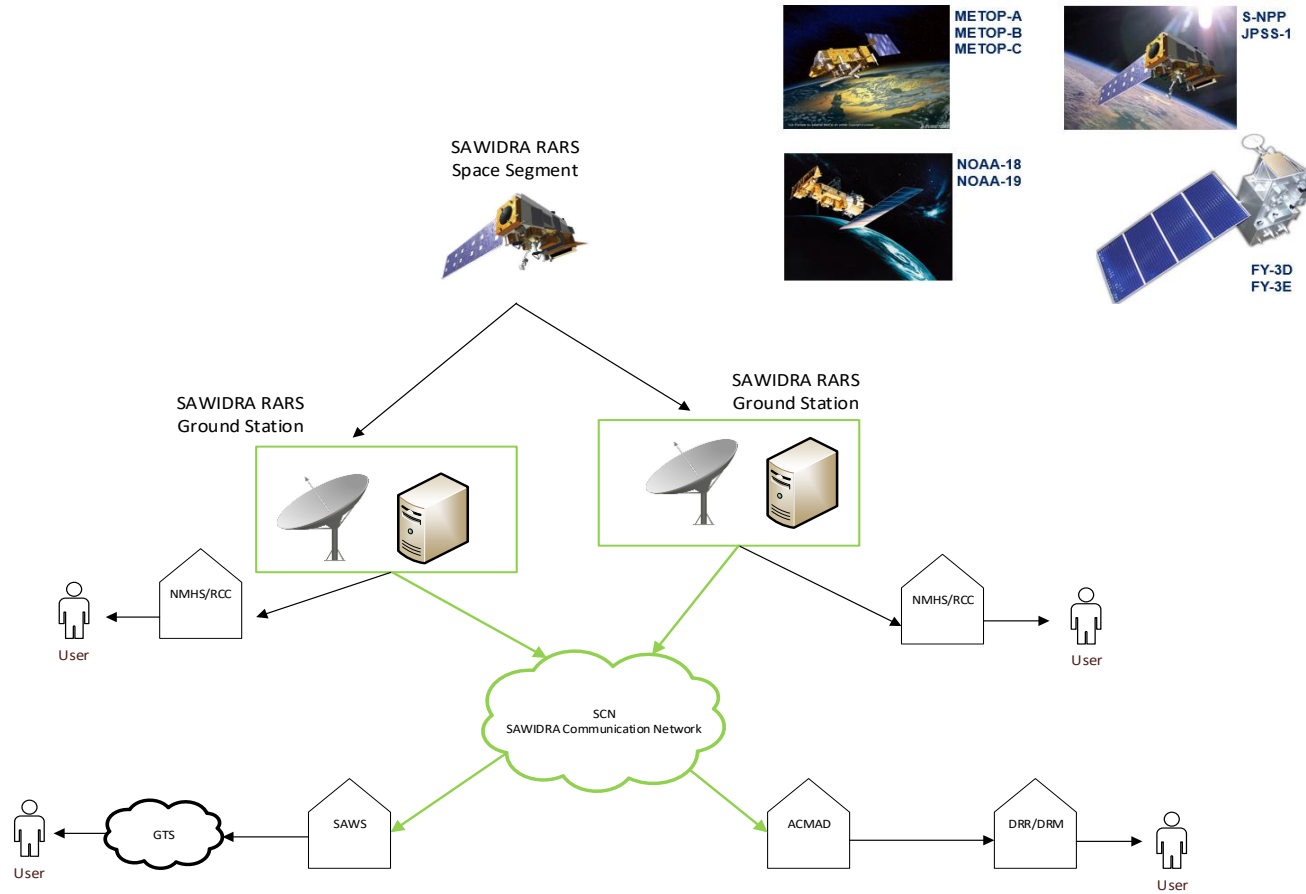 METOP-A
METOP-B
METOP-C
S-NPP
JPSS-1
SAWIDRA RARS
Space Segment
NOAA-18
NOAA-19
FY-3D
FY-3E
SAWIDRA RARS
Ground Station
SAWIDRA RARS
Ground Station
NMHS/RCC
User
NMHS/RCC
User
SCN
SAWIDRA Communication Network
User
GTS
SAWS
ACMAD
DRR/DRM
User